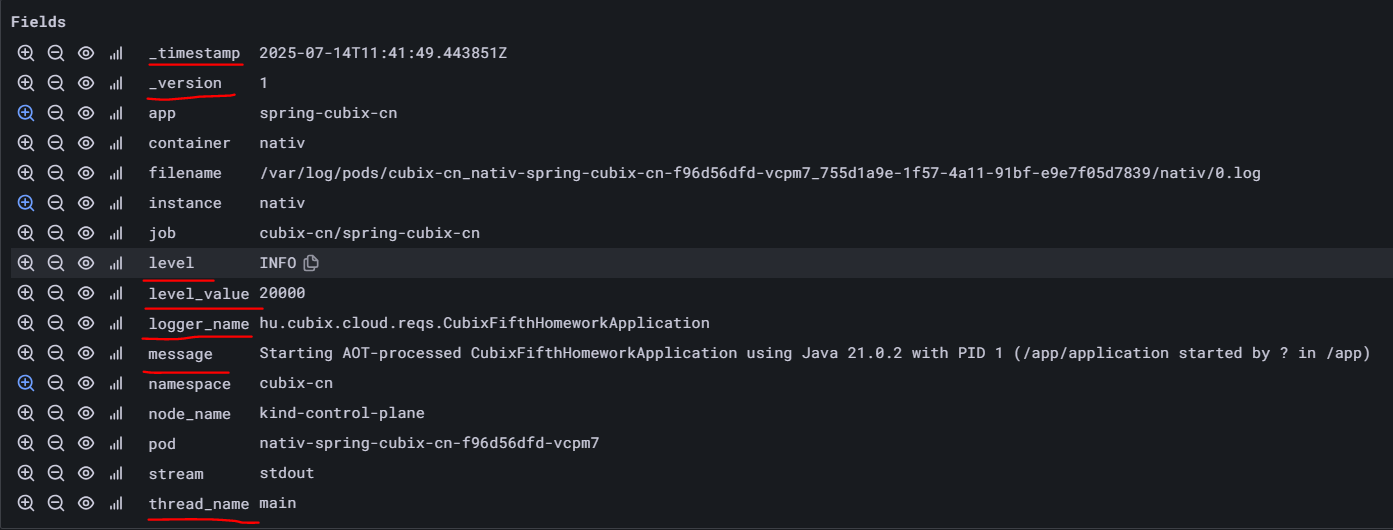 Fields
_timestamp 2025-07-14T11:41:49.443851Z
_version 1
app spring-cubix-cn
container nativ
filename /var/log/pods/cubix-cn_nativ-spring-cubix-cn-f96d56dfd-vcpm7_755d1a9e-1f57-4a11-91bf-e9e7f05d7839/nativ/0.log
instance nativ
job cubix-cn/spring-cubix-cn
level INFO
level_value 20000
logger_name hu.cubix.cloud.reqs.CubixFifthHomeworkApplication
message Starting AOT-processed CubixFifthHomeworkApplication using Java 21.0.2 with PID 1 (/app/application started by ? in /app)
namespace cubix-cn
node_name kind-control-plane
pod nativ-spring-cubix-cn-f96d56dfd-vcpm7
stream stdout
thread_name main